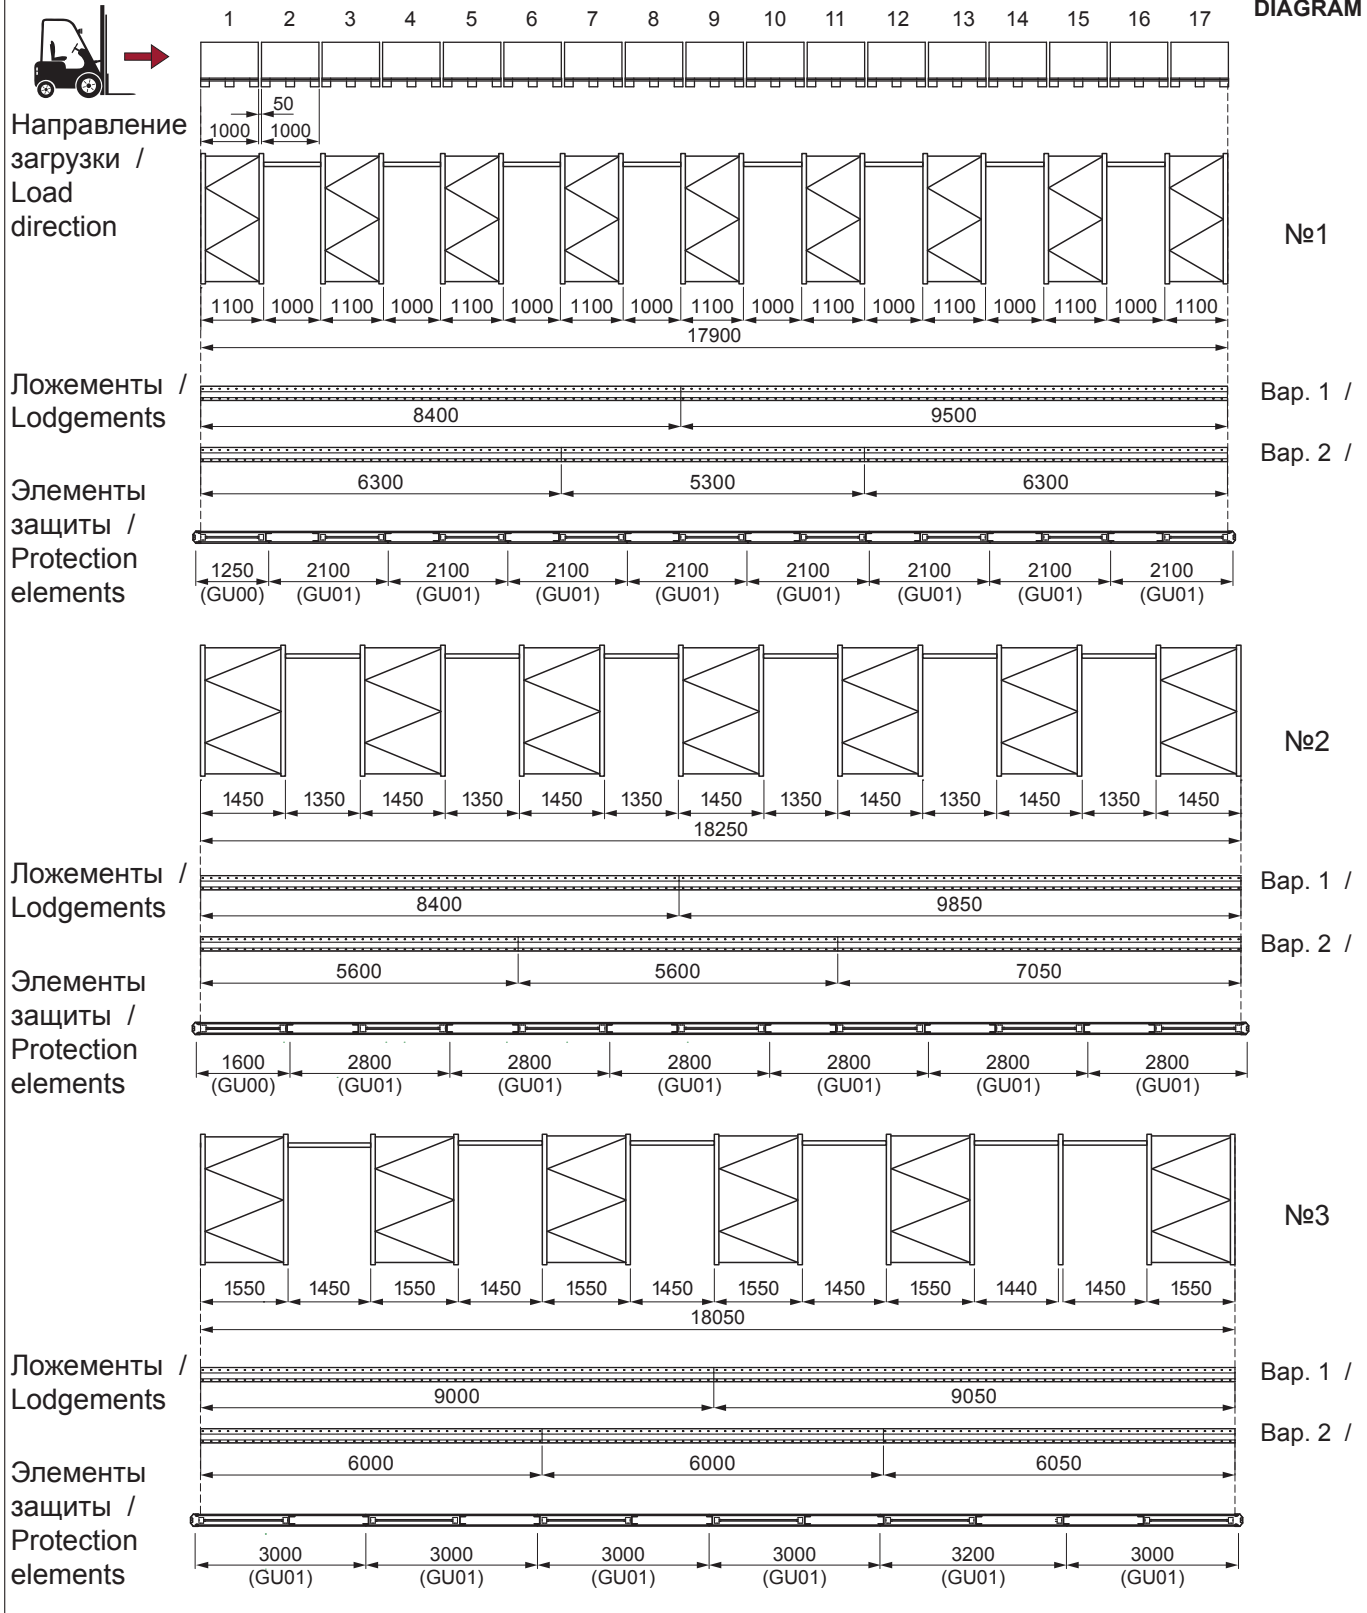 1 2 3 4 5 6 7 8 9 10 11 12 13 14 15 16 17 DIAGRAM
Направление
загрузки /
Load
direction
50
1000 1000
№1
1100 1000 1100 1000 1100 1000 1100 1000 1100 1000 1100 1000 1100 1000 1100 1000 1100
17900
Ложементы /
Lodgements
Вар. 1 /
8400 9500
Вар. 2 /
6300 5300 6300
Элементы
защиты /
Protection
elements
1250 2100 2100 2100 2100 2100 2100 2100 2100
(GU00) (GU01) (GU01) (GU01) (GU01) (GU01) (GU01) (GU01) (GU01)
№2
1450 1350 1450 1350 1450 1350 1450 1350 1450 1350 1450 1350 1450
18250
Ложементы /
Lodgements
Вар. 1 /
8400 9850
Вар. 2 /
5600 5600 7050
Элементы
защиты /
Protection
elements
1600 2800 2800 2800 2800 2800 2800
(GU00) (GU01) (GU01) (GU01) (GU01) (GU01) (GU01)
№3
1550 1450 1550 1450 1550 1450 1550 1450 1550 1440 1450 1550
18050
Ложементы /
Lodgements
Вар. 1 /
9000 9050
Вар. 2 /
6000 6000 6050
Элементы
защиты /
Protection
elements
3000 3000 3000 3000 3200 3000
(GU01) (GU01) (GU01) (GU01) (GU01) (GU01)